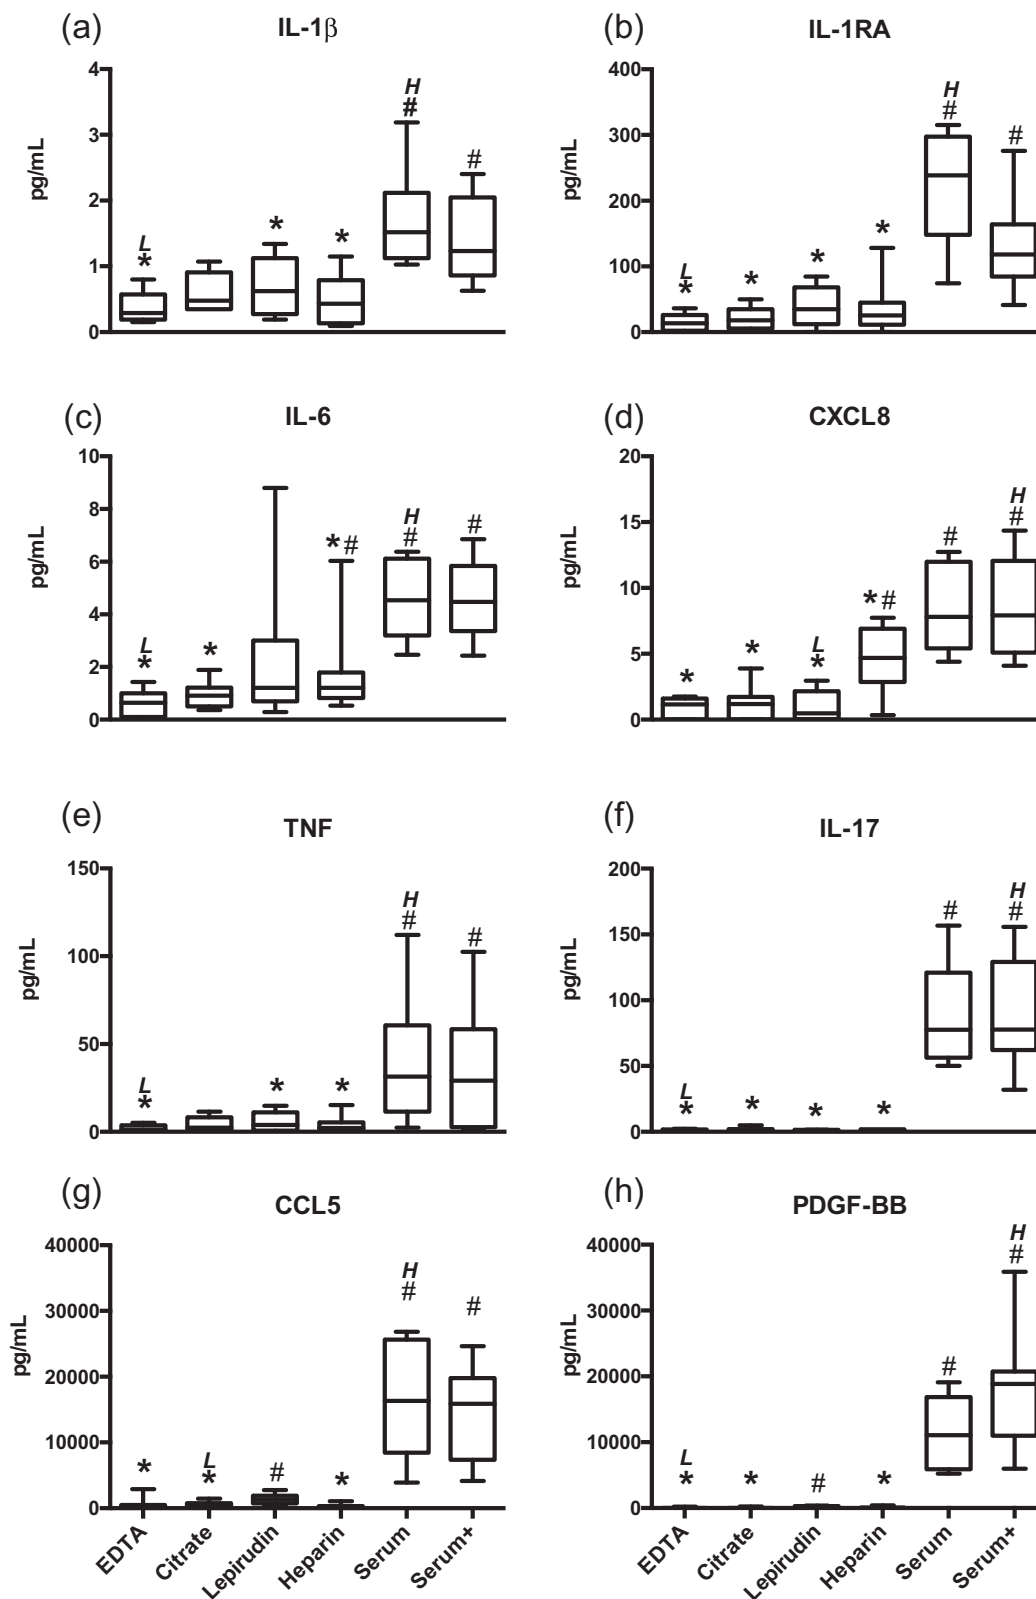 (a) IL-1β
4
3
2
1
0
pg/mL
L
*
*
*
H
#
#
(b) IL-1RA
400
300
200
100
0
pg/mL
L
*
*
*
*
H
#
#
(c) IL-6
10
8
6
4
2
0
pg/mL
L
*
*
*#
H
#
#
(d) CXCL8
20
15
10
5
0
pg/mL
*
*
L
*
*#
#
H
#
(e) TNF
150
100
50
0
pg/mL
L
*
*
*
H
#
#
(f) IL-17
200
150
100
50
0
pg/mL
L
*
*
*
*
#
H
#
(g) CCL5
40000
30000
20000
10000
0
pg/mL
*
L
*
#
*
H
#
#
EDTA
Citrate
Lepirudin
Heparin
Serum
Serum+
(h) PDGF-BB
40000
30000
20000
10000
0
pg/mL
L
*
*
#
*
#
H
#
EDTA
Citrate
Lepirudin
Heparin
Serum
Serum+